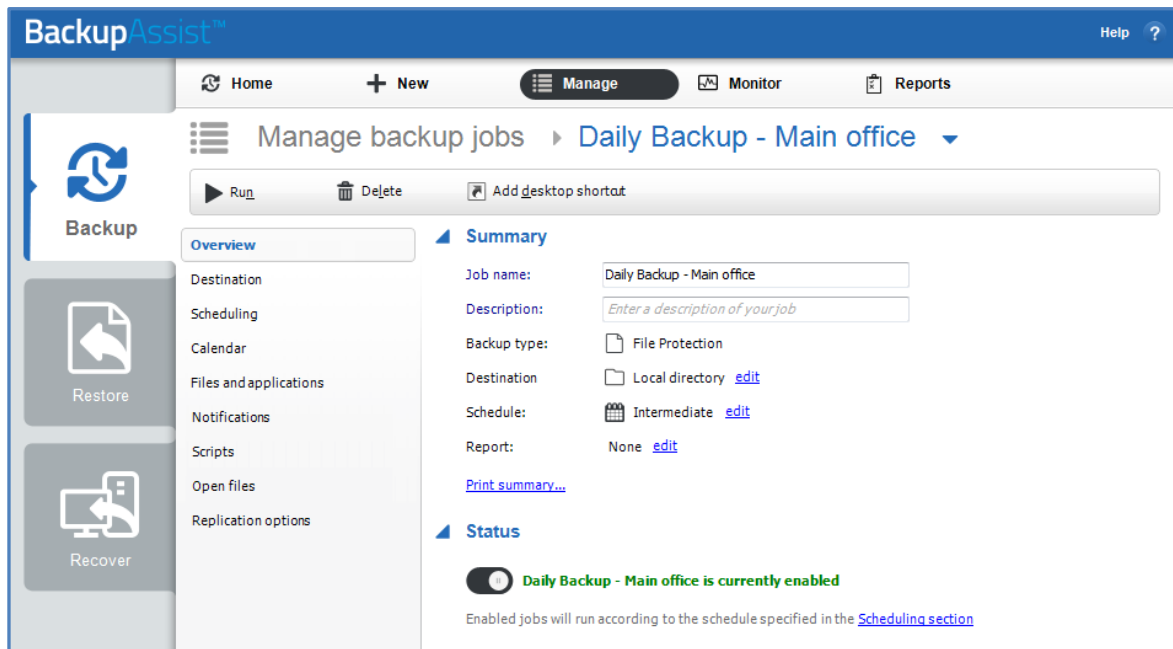 BackupAssist™
Help ?
Home New Manage Monitor Reports
Manage backup jobs Daily Backup - Main office
Run Delete Add desktop shortcut
Backup
Restore
Recover
Overview
Destination
Scheduling
Calendar
Files and applications
Notifications
Scripts
Open files
Replication options
Summary
Job name: Daily Backup - Main office
Description: Enter a description of your job
Backup type: File Protection
Destination Local directory edit
Schedule: Intermediate edit
Report: None edit
Print summary...
Status
Daily Backup - Main office is currently enabled
Enabled jobs will run according to the schedule specified in the Scheduling section